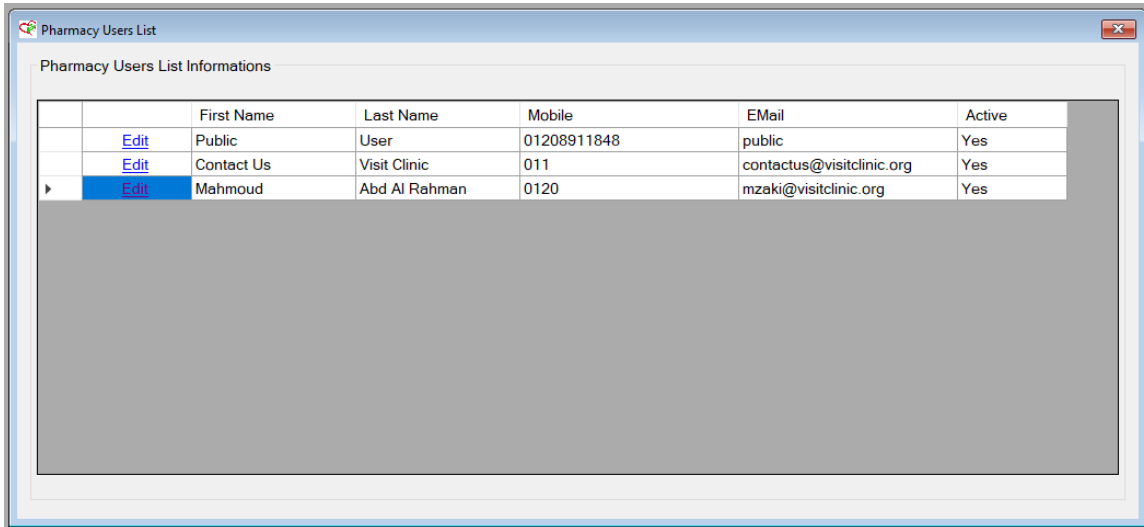 Pharmacy Users List
Pharmacy Users List Informations
First Name Last Name Mobile EMail Active
Edit Public User 01208911848 public Yes
Edit Contact Us Visit Clinic 011 contactus@visitclinic.org Yes
Edit Mahmoud Abd Al Rahman 0120 mzaki@visitclinic.org Yes